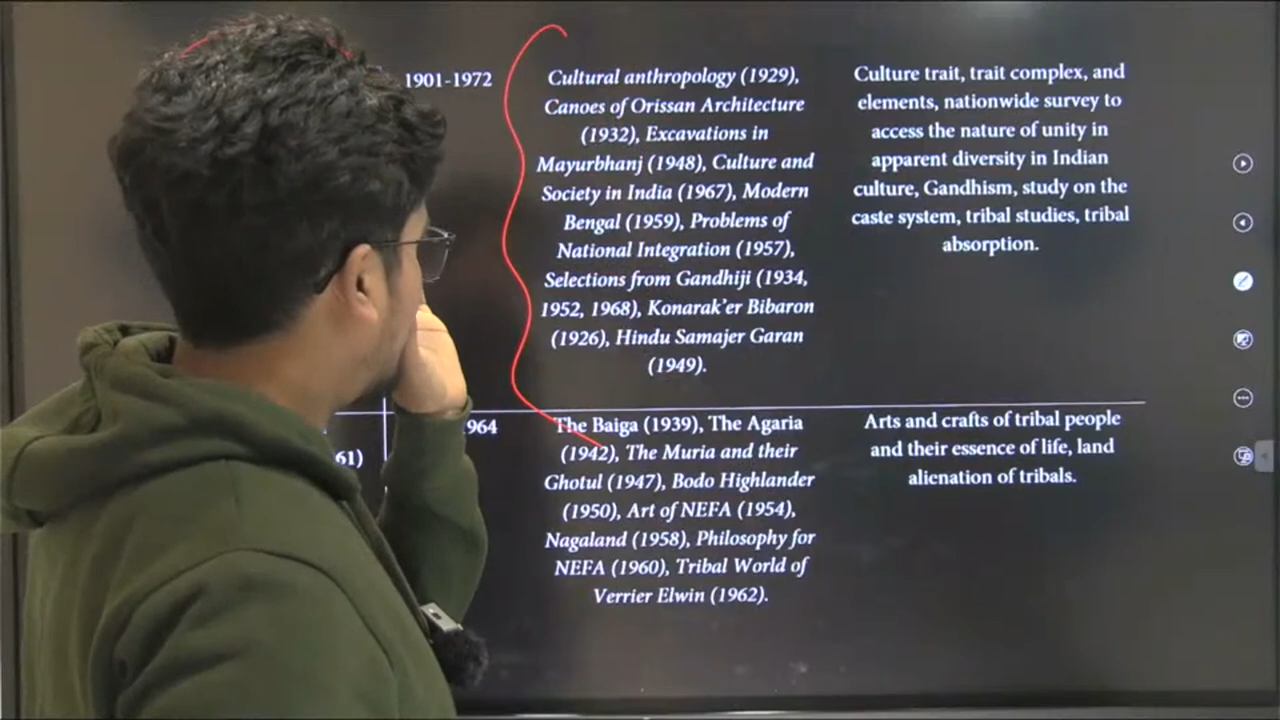 1901-1972
Cultural anthropology (1929),
Canoes of Orissan Architecture
(1932), Excavations in
Mayurbhanj (1948), Culture and
Society in India (1967), Modern
Bengal (1959), Problems of
National Integration (1957),
Selections from Gandhiji (1934,
1952, 1968), Konarak'er Bibaron
(1926), Hindu Samajer Garan
(1949).
Culture trait, trait complex, and
elements, nationwide survey to
access the nature of unity in
apparent diversity in Indian
culture, Gandhism, study on the
caste system, tribal studies, tribal
absorption.
61)
964
The Baiga (1939), The Agaria
(1942), The Muria and their
Ghotul (1947), Bodo Highlander
(1950), Art of NEFA (1954),
Nagaland (1958), Philosophy for
NEFA (1960), Tribal World of
Verrier Elwin (1962).
Arts and crafts of tribal people
and their essence of life, land
alienation of tribals.